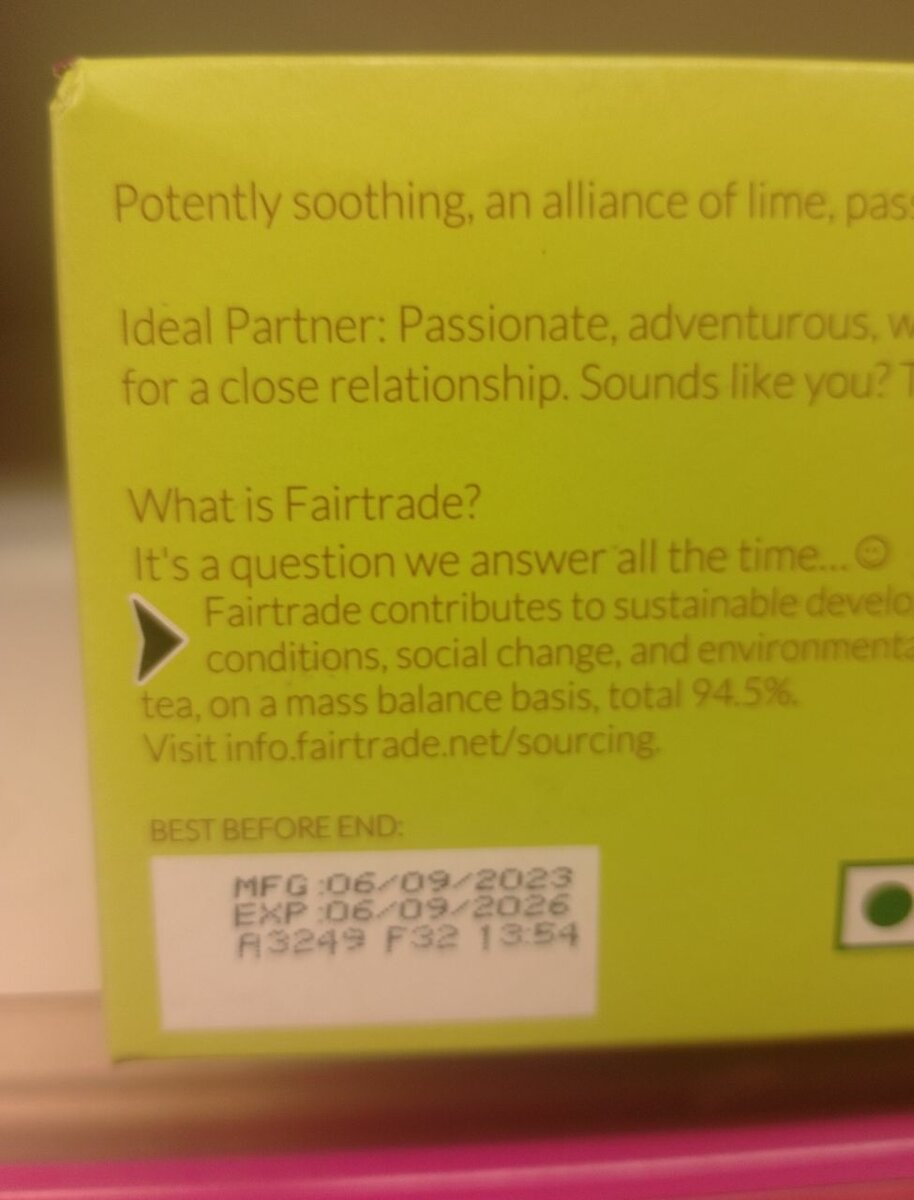 Potently soothing, an alliance of lime,
Ideal Partner: Passionate, adventurous,
for a close relationship. Sounds like you?
What is Fairtrade?
It's a question we answer all the time...☺
Fairtrade contributes to sustainable
conditions, social change, and
tea, on a mass balance basis, total 94.5%.
Visit info.fairtrade.net/sourcing.
BEST BEFORE END:
MFG :06/09/2023
EXP :06/09/2026
A3249 F32 13:54